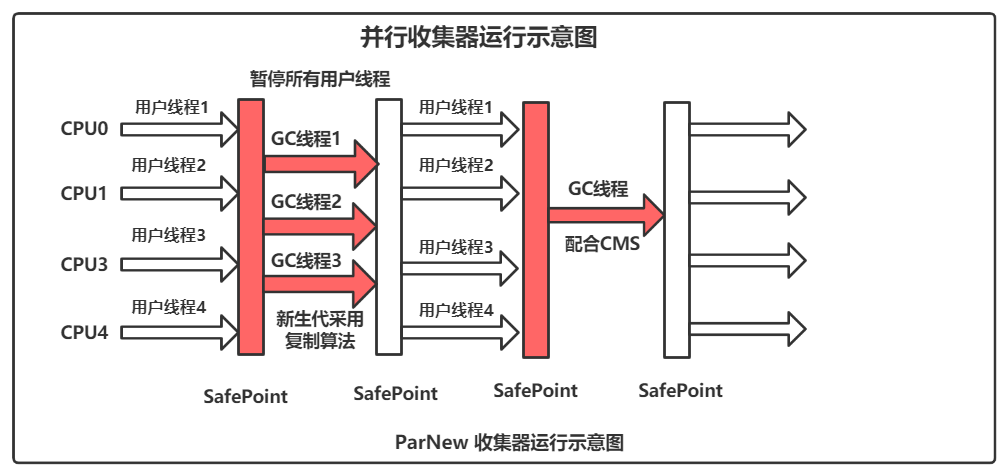 并行收集器运行示意图
暂停所有用户线程
用户线程1
用户线程1
CPU0
GC线程1
用户线程2
用户线程2
CPU1
GC线程2
GC线程
用户线程3
用户线程3
配合CMS
CPU3
GC线程3
用户线程4
用户线程4
新生代采用
复制算法
CPU4
SafePoint
SafePoint
SafePoint
SafePoint
ParNew 收集器运行示意图